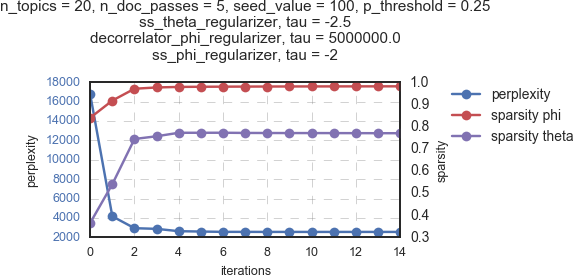 n_topics = 20, n_doc_passes = 5, seed_value = 100, p_threshold = 0.25
ss_theta_regularizer, tau = -2.5
decorrelator_phi_regularizer, tau = 5000000.0
ss_phi_regularizer, tau = -2
18000
16000
14000
12000
10000
8000
6000
4000
2000
perplexity
0 2 4 6 8 10 12 14
iterations
1.0
0.9
0.8
0.7
0.6
0.5
0.4
0.3
sparsity
perplexity
sparsity phi
sparsity theta